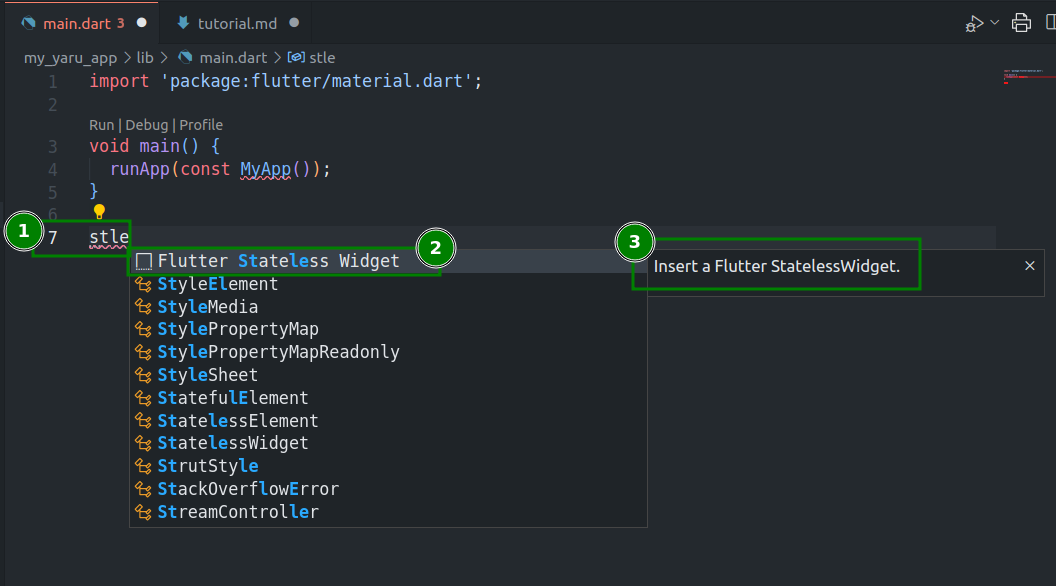 main.dart 3
tutorial.md
my_yaru_app > lib > main.dart > stle
1 import 'package:flutter/material.dart';
2
Run | Debug | Profile
3 void main() {
4 runApp(const MyApp());
5 }
6
7 stle
1
2
3
Flutter Stateless Widget
Insert a Flutter StatelessWidget.
StyleElement
StyleMedia
StylePropertyMap
StylePropertyMapReadonly
StyleSheet
StatefulElement
StatelessElement
StatelessWidget
StrutStyle
StackOverflowError
StreamController